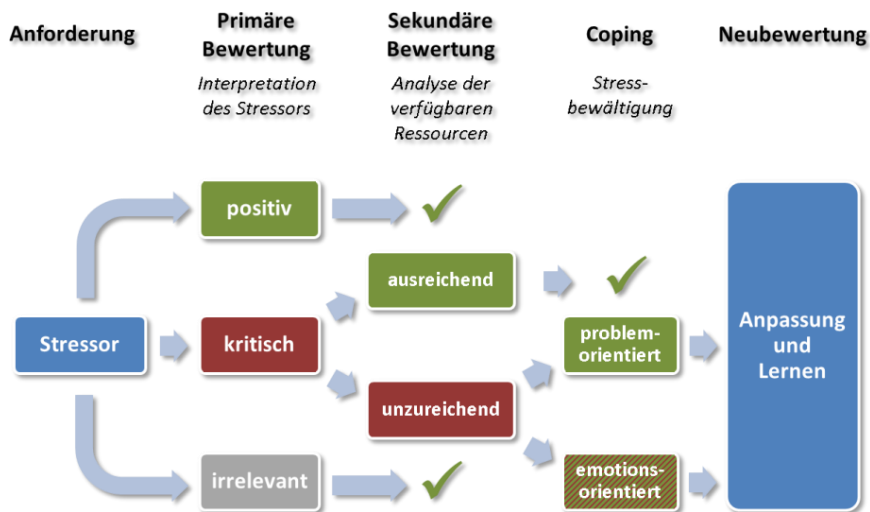 Anforderung
Primäre
Bewertung
Interpretation
des Stressors
Sekundäre
Bewertung
Analyse der
verfügbaren
Ressourcen
Coping
Stress-
bewältigung
Neubewertung
positiv
ausreichend
Stressor
kritisch
problem-
orientiert
Anpassung
und
Lernen
unzureichend
irrelevant
emotions-
orientiert